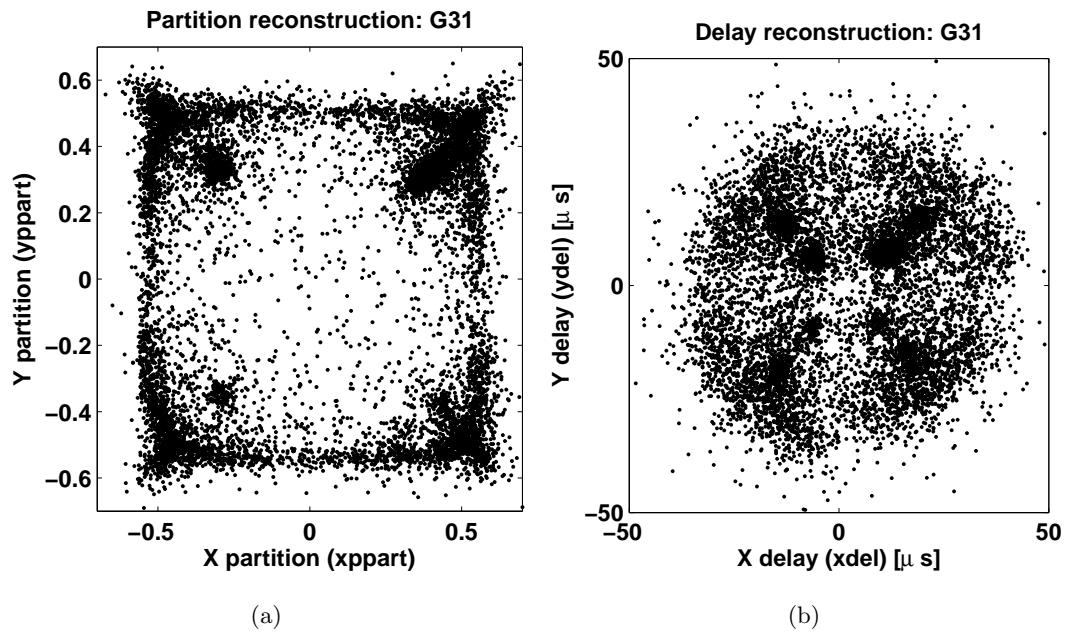 Partition reconstruction: G31
0.6
0.4
0.2
0
−0.2
−0.4
−0.6
−0.5
0
0.5
Y partition (yppart)
X partition (xppart)
(a)
Delay reconstruction: G31
50
0
−50
−50
0
50
Y delay (ydel) [μ s]
X delay (xdel) [μ s]
(b)